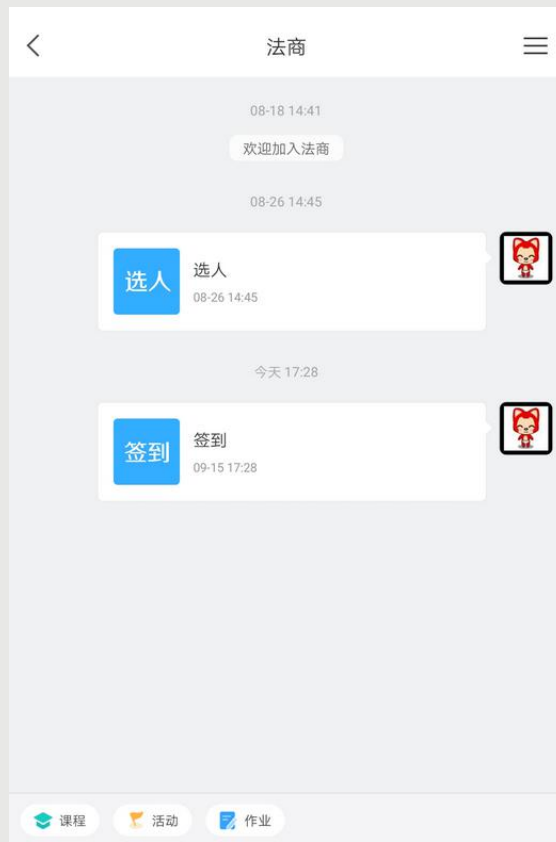 法商
08-18 14:41
欢迎加入法商
08-26 14:45
选人
选人
08-26 14:45
今天 17:28
签到
签到
09-15 17:28
课程
活动
作业